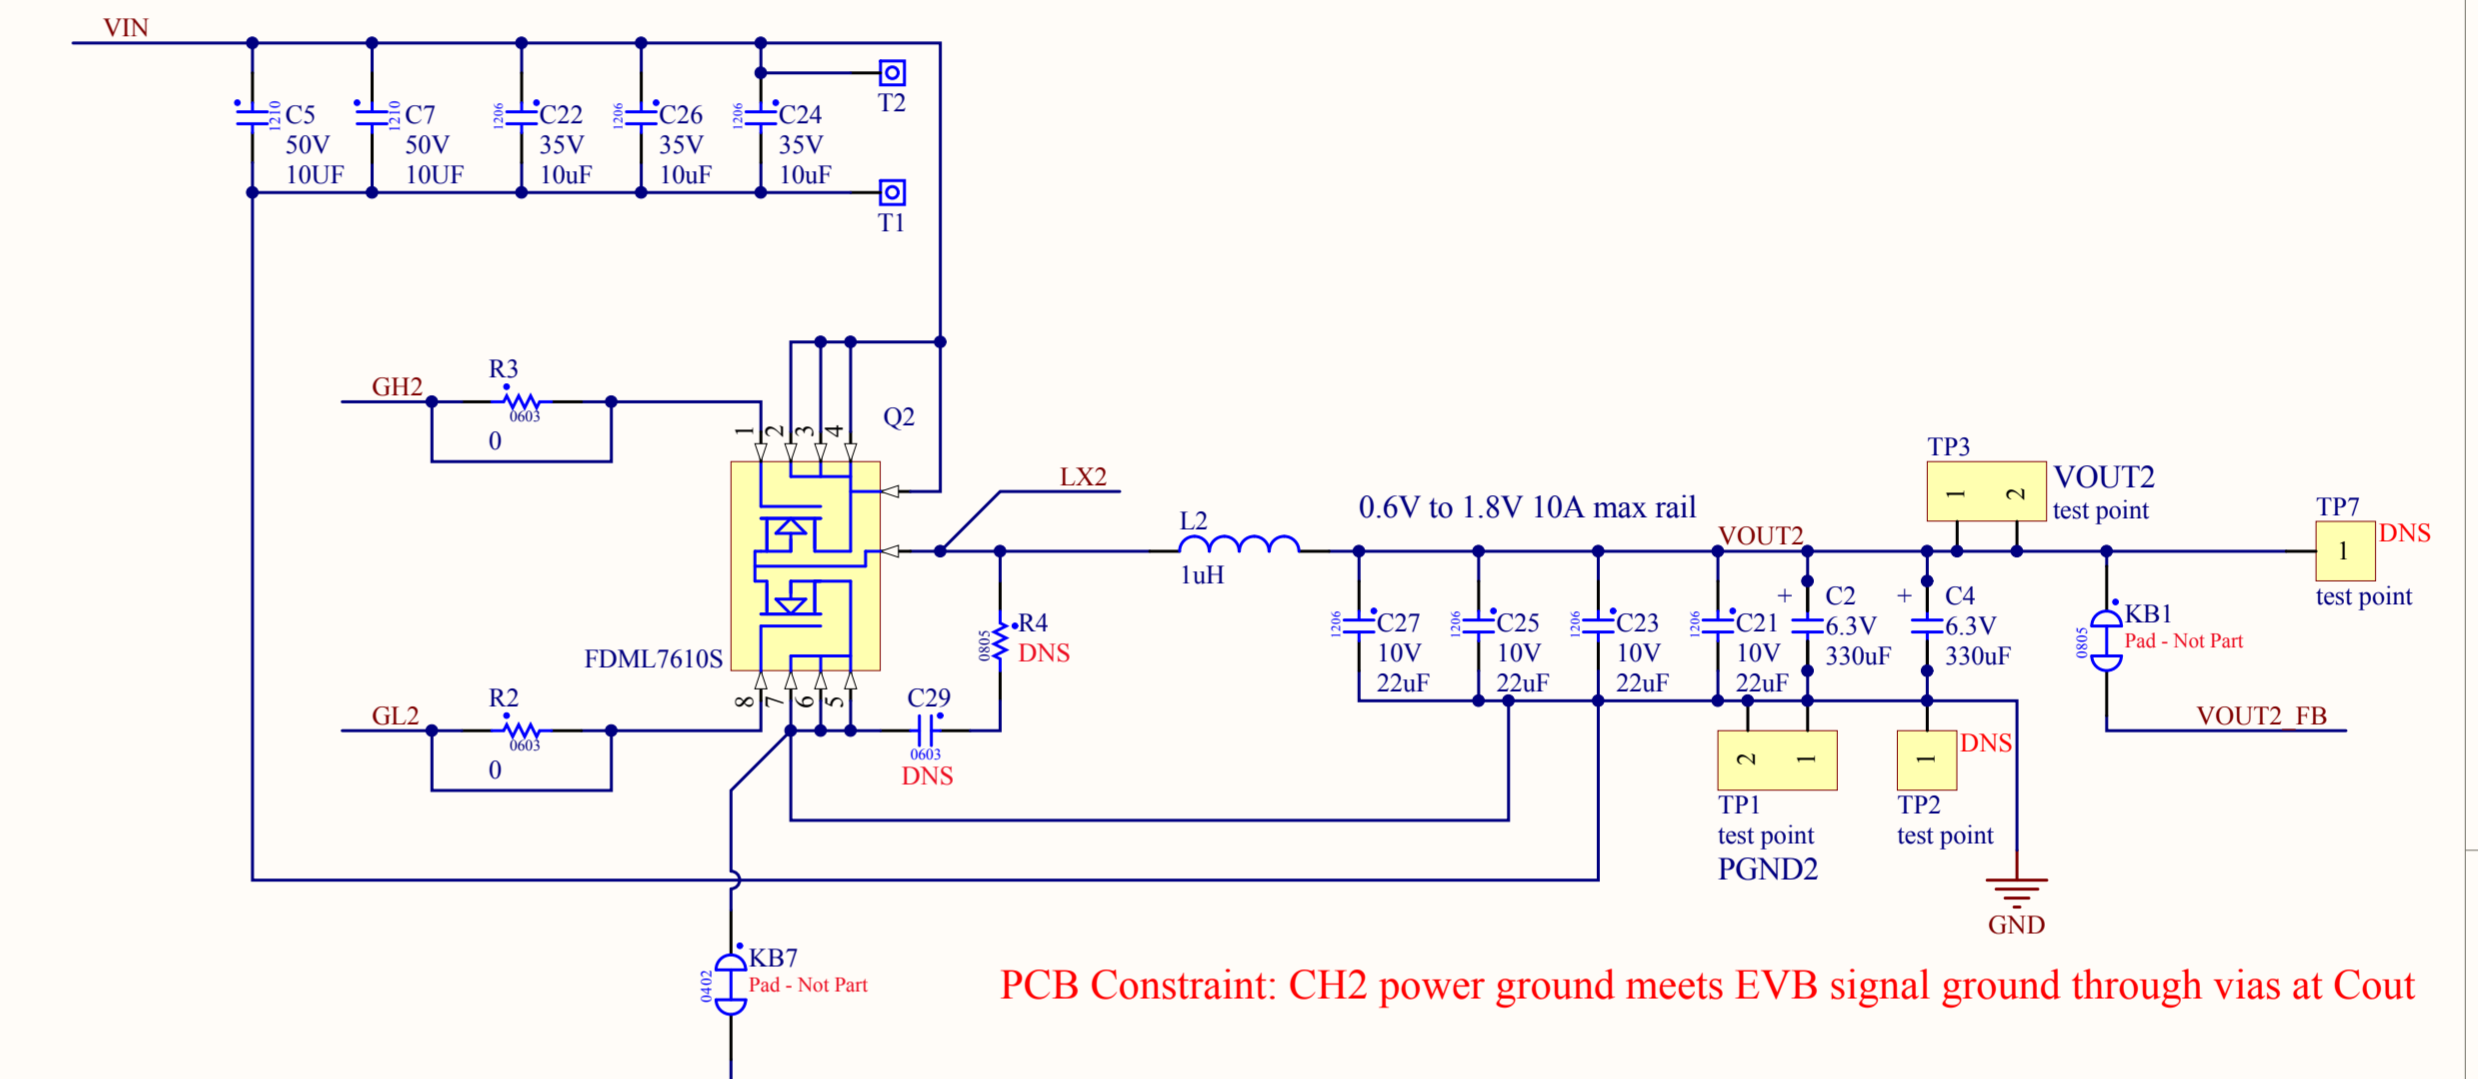 VIN
T2
1210 C5
50V
10UF
1210 C7
50V
10UF
1206 C22
35V
10uF
1206 C26
35V
10uF
1206 C24
35V
10uF
T1
R3
GH2
0603
0
Q2
1 2 3 4
LX2
L2
1uH
0.6V to 1.8V 10A max rail
VOUT2
TP3
1 2
VOUT2
test point
TP7
DNS
1
test point
FDML7610S
8 7 6 5
R2
GL2
0603
0
C29
0603
DNS
0805 R4
DNS
1206 C27
10V
22uF
1206 C25
10V
22uF
1206 C23
10V
22uF
1206 C21
10V
22uF
+ C2
6.3V
330uF
+ C4
6.3V
330uF
KB1
0805 Pad - Not Part
VOUT2_FB
2 1
TP1
test point
PGND2
1
DNS
TP2
test point
GND
KB7
0402 Pad - Not Part
PCB Constraint: CH2 power ground meets EVB signal ground through vias at Cout